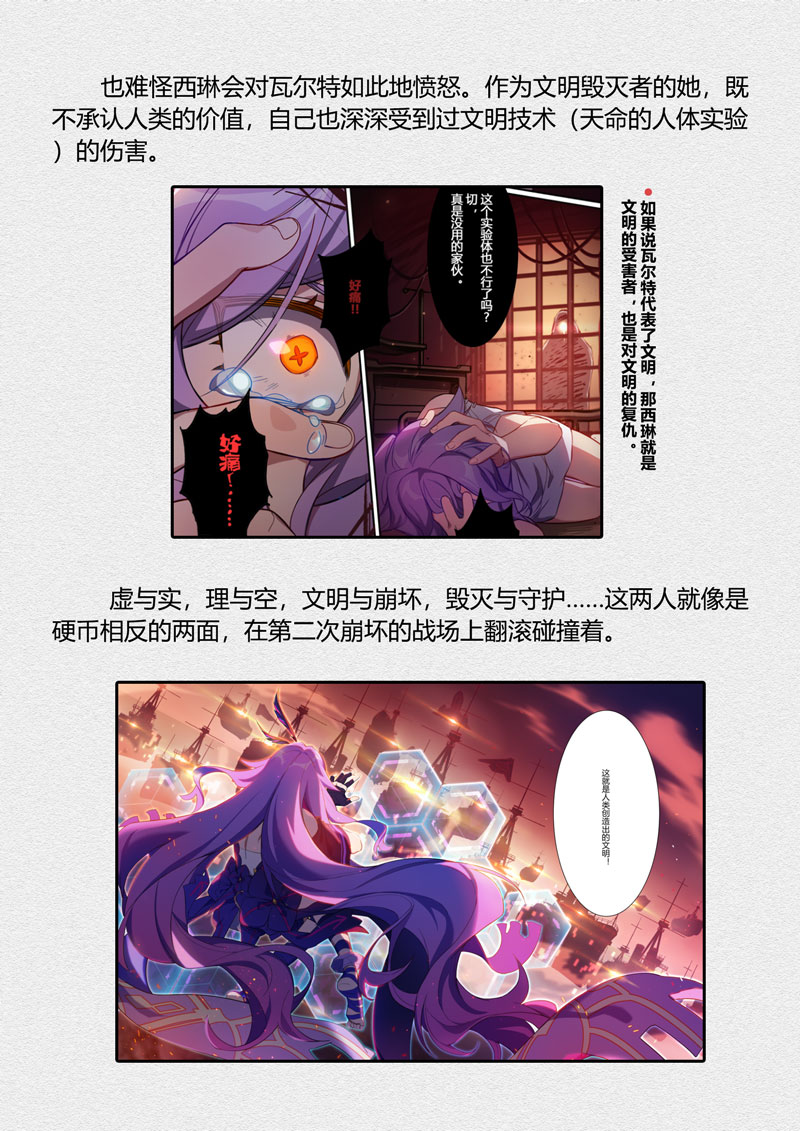 也难怪西琳会对瓦尔特如此地愤怒。作为文明毁灭者的她，既
不承认人类的价值，自己也深深受到过文明技术（天命的人体实验
）的伤害。
如果说瓦尔特代表了文明，那西琳就是
文明的受害者，也是对文明的复仇。
这个实验体也不行了吗？
切，
真是没用的家伙。
好痛!!
好痛！……
虚与实，理与空，文明与崩坏，毁灭与守护……这两人就像是
硬币相反的两面，在第二次崩坏的战场上翻滚碰撞着。
这就是人类创造出的文明！